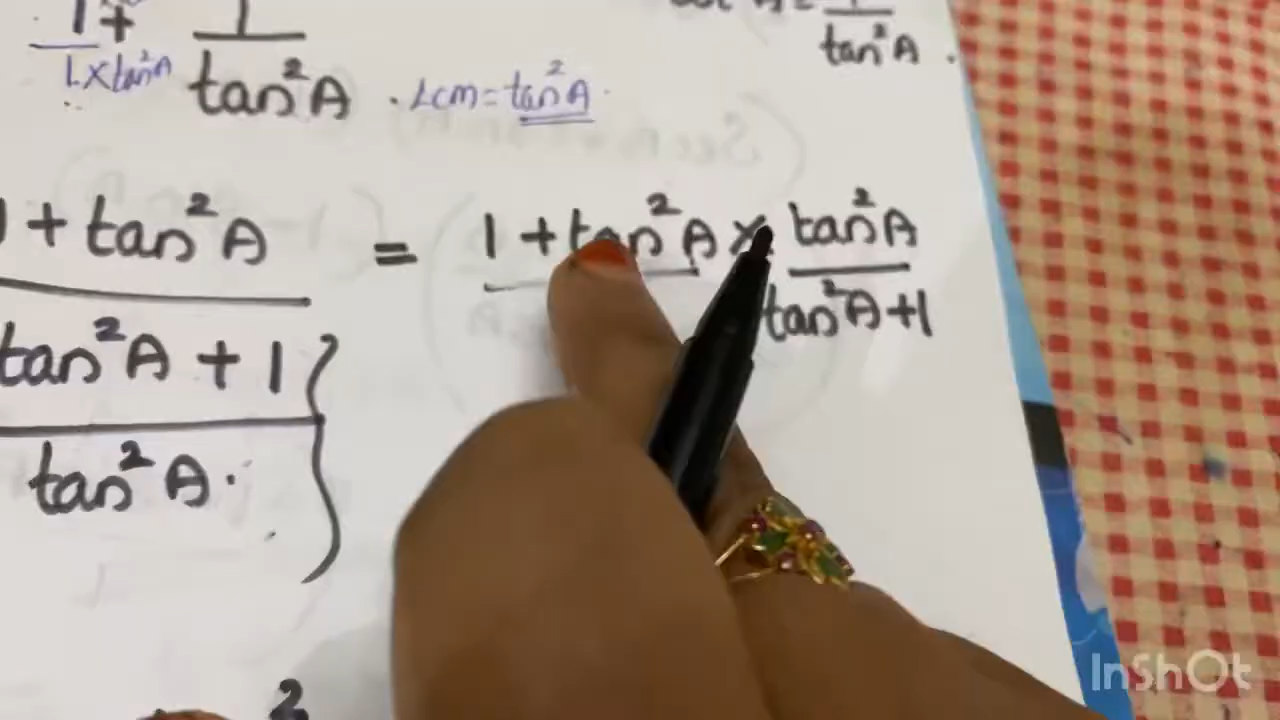 1 + 1
1 × tan²A tan²A . LCM = tan²A
tan²A .
1 + tan²A = 1 + tan²A × tan²A
tan²A + 1 tan²A + 1
tan²A .
2
InShOt